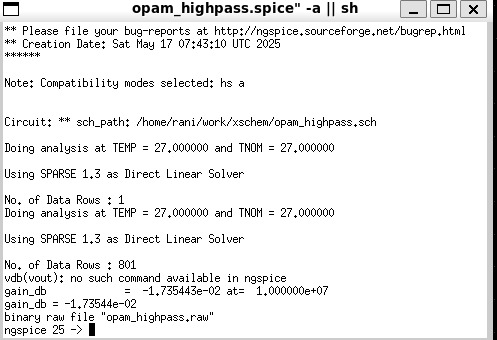 opam_highpass.spice" -a || sh
** Please file your bug-reports at http://ngspice.sourceforge.net/bugrep.html
** Creation Date: Sat May 17 07:43:10 UTC 2025
******
Note: Compatibility modes selected: hs a
Circuit: ** sch_path: /home/rani/work/xschem/opam_highpass.sch
Doing analysis at TEMP = 27.000000 and TNOM = 27.000000
Using SPARSE 1.3 as Direct Linear Solver
No. of Data Rows : 1
Doing analysis at TEMP = 27.000000 and TNOM = 27.000000
Using SPARSE 1.3 as Direct Linear Solver
No. of Data Rows : 801
vdb(vout): no such command available in ngspice
gain_db             =  -1.735443e-02 at=  1.000000e+07
gain_db = -1.73544e-02
binary raw file "opam_highpass.raw"
ngspice 25 ->